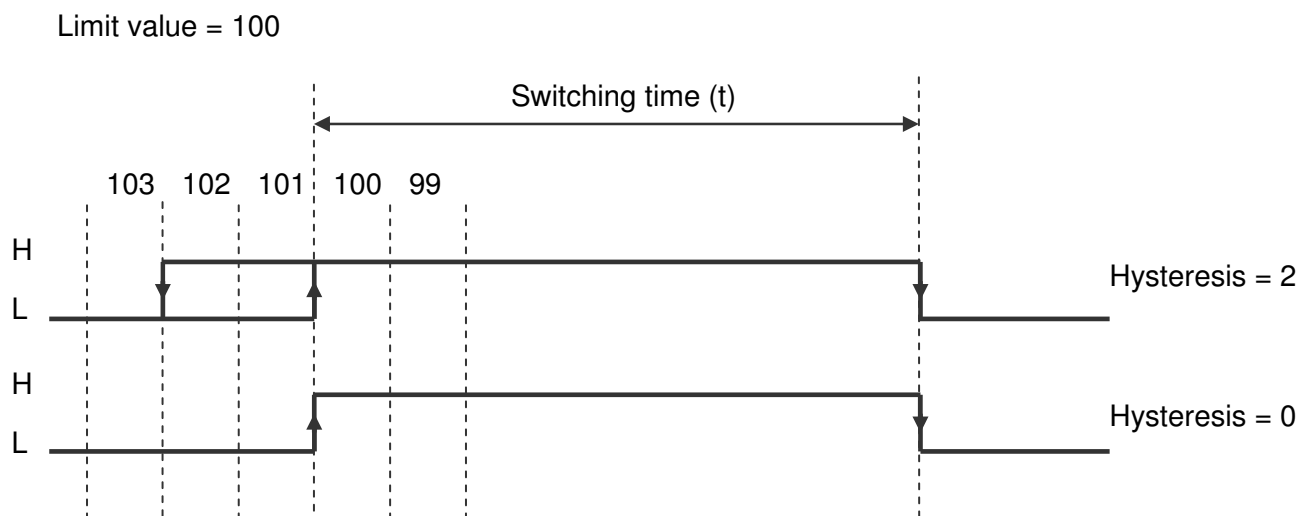 Limit value = 100
Switching time (t)
103 102 101 100 99
H
Hysteresis = 2
L
H
Hysteresis = 0
L